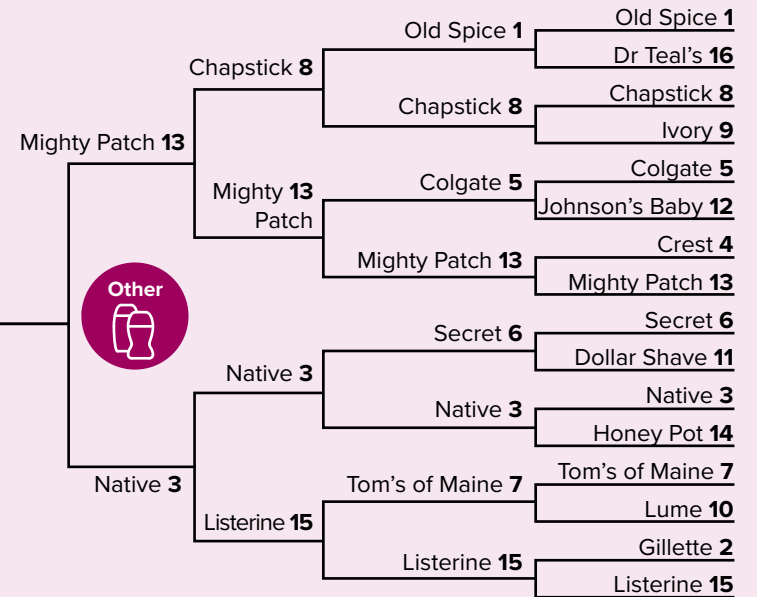 Old Spice 1
Old Spice 1
Dr Teal's 16
Chapstick 8
Chapstick 8
Chapstick 8
Ivory 9
Mighty Patch 13
Mighty 13
Patch
Colgate 5
Colgate 5
Johnson's Baby 12
Mighty Patch 13
Crest 4
Mighty Patch 13
Other
Native 3
Native 3
Secret 6
Secret 6
Dollar Shave 11
Native 3
Native 3
Honey Pot 14
Listerine 15
Tom's of Maine 7
Tom's of Maine 7
Lume 10
Listerine 15
Gillette 2
Listerine 15